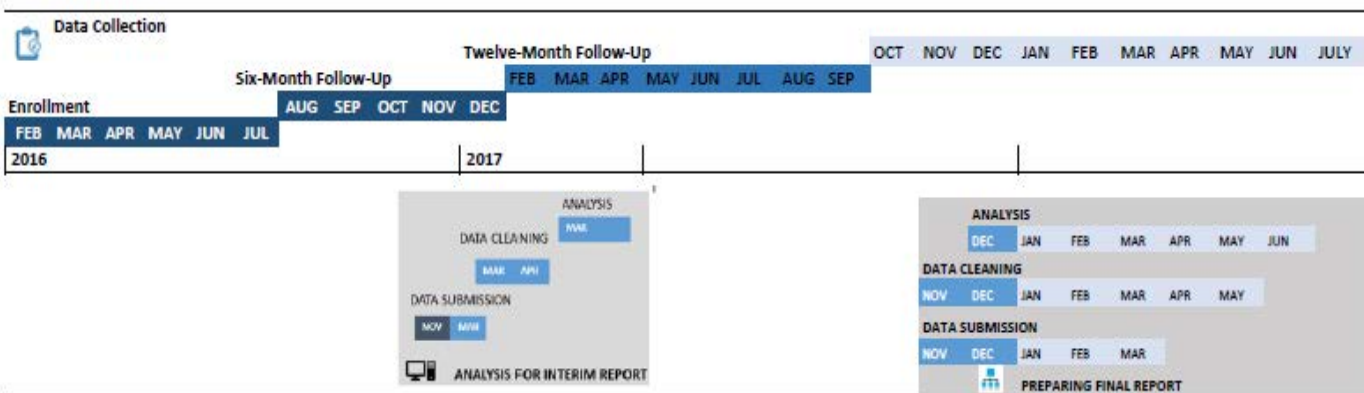 Data Collection
Twelve-Month Follow-Up
OCT NOV DEC JAN FEB MAR APR MAY JUN JULY
Six-Month Follow-Up
FEB MAR APR MAY JUN JUL AUG SEP
Enrollment
AUG SEP OCT NOV DEC
FEB MAR APR MAY JUN JUL
2016 2017
ANALYSIS
MAR
DATA CLEANING
MAR APR
DATA SUBMISSION
NOV MAR
ANALYSIS FOR INTERIM REPORT
ANALYSIS
DEC JAN FEB MAR APR MAY JUN
DATA CLEANING
NOV DEC JAN FEB MAR APR MAY
DATA SUBMISSION
NOV DEC JAN FEB MAR
PREPARING FINAL REPORT